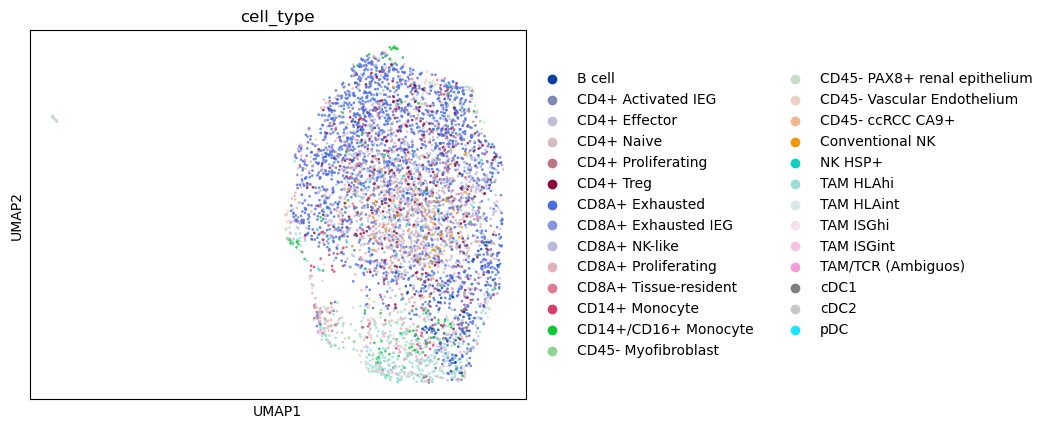 cell_type
UMAP2
UMAP1
B cell
CD4+ Activated IEG
CD4+ Effector
CD4+ Naive
CD4+ Proliferating
CD4+ Treg
CD8A+ Exhausted
CD8A+ Exhausted IEG
CD8A+ NK-like
CD8A+ Proliferating
CD8A+ Tissue-resident
CD14+ Monocyte
CD14+/CD16+ Monocyte
CD45- Myofibroblast
CD45- PAX8+ renal epithelium
CD45- Vascular Endothelium
CD45- ccRCC CA9+
Conventional NK
NK HSP+
TAM HLAhi
TAM HLAint
TAM ISGhi
TAM ISGint
TAM/TCR (Ambiguos)
cDC1
cDC2
pDC